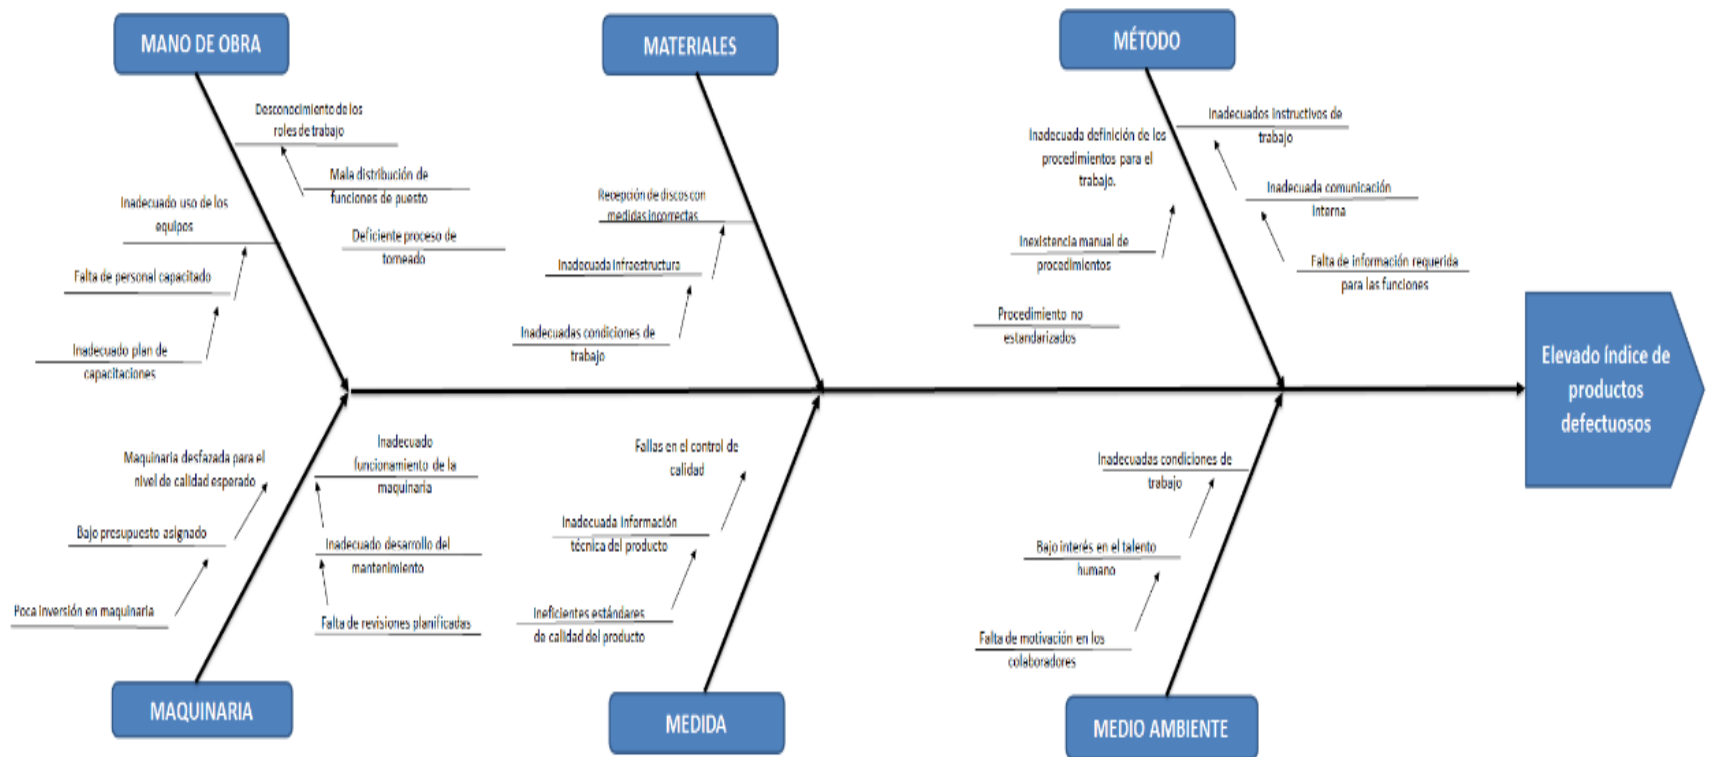 MANO DE OBRA
Desconocimiento de los
roles de trabajo
Mala distribución de
funciones de puesto
Inadecuado uso de los
equipos
Deficiente proceso de
torneado
Falta de personal capacitado
Inadecuado plan de
capacitaciones
MATERIALES
Recepción de discos con
medidas incorrectas
Inadecuada infraestructura
Inadecuadas condiciones de
trabajo
MÉTODO
Inadecuados instructivos de
trabajo
Inadecuada definición de los
procedimientos para el
trabajo.
Inadecuada comunicación
interna
Inexistencia manual de
procedimientos
Falta de información requerida
para las funciones
Procedimiento no
estandarizados
Elevado índice de
productos
defectuosos
Maquinaria desfazada para el
nivel de calidad esperado
Inadecuado
funcionamiento de la
maquinaria
Bajo presupuesto asignado
Inadecuado desarrollo del
mantenimiento
Poca inversión en maquinaria
Falta de revisiones planificadas
MAQUINARIA
Fallas en el control de
calidad
Inadecuada información
técnica del producto
Ineficientes estándares
de calidad del producto
MEDIDA
Inadecuadas condiciones de
trabajo
Bajo interés en el talento
humano
Falta de motivación en los
colaboradores
MEDIO AMBIENTE